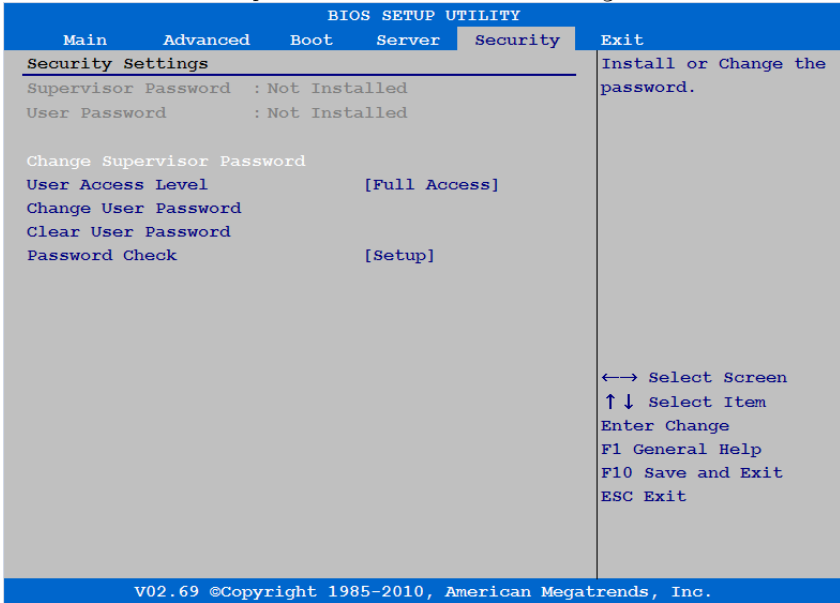 BIOS SETUP UTILITY
Main Advanced Boot Server Security Exit
Security Settings
Supervisor Password : Not Installed
User Password : Not Installed
Change Supervisor Password
User Access Level [Full Access]
Change User Password
Clear User Password
Password Check [Setup]
Install or Change the
password.
←→ Select Screen
↑↓ Select Item
Enter Change
F1 General Help
F10 Save and Exit
ESC Exit
V02.69 ©Copyright 1985-2010, American Megatrends, Inc.